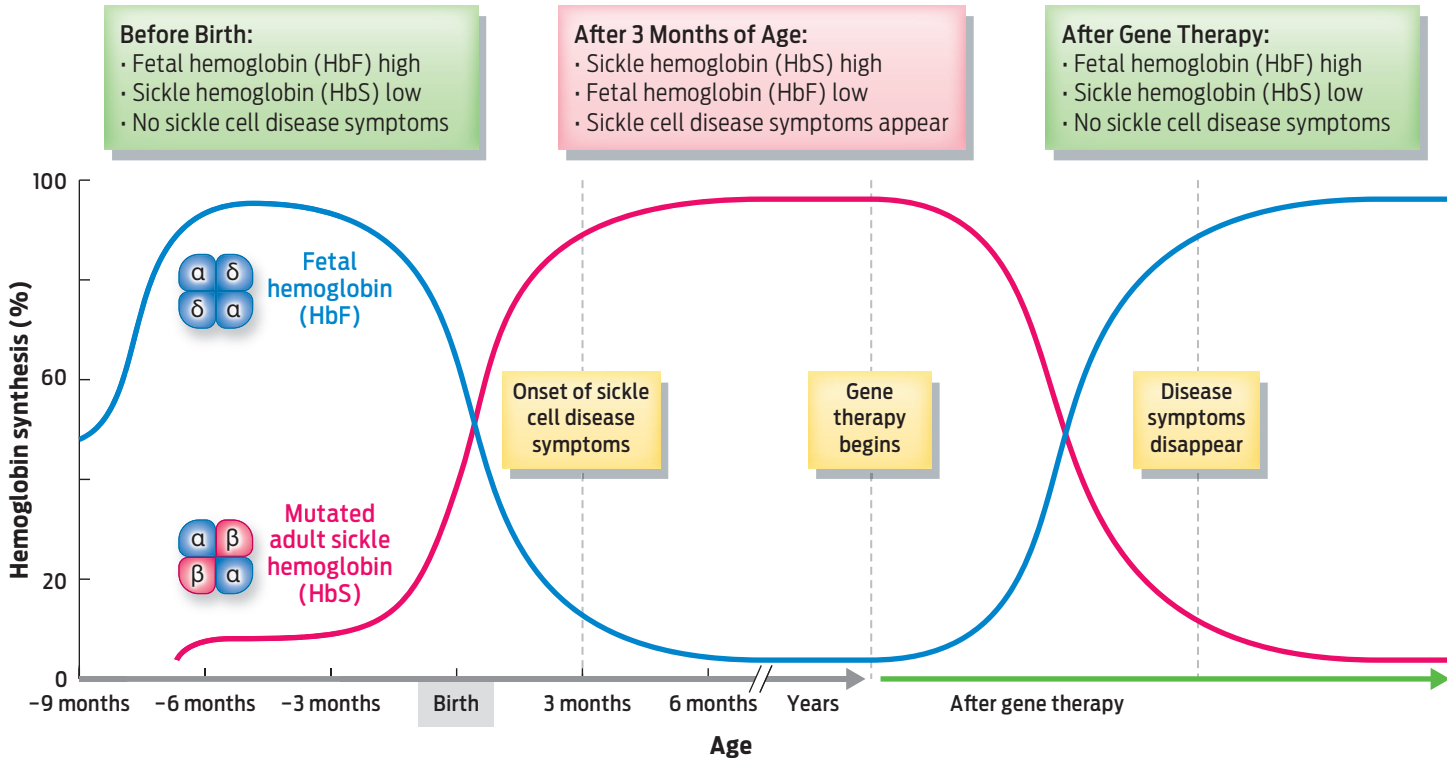 Before Birth:
· Fetal hemoglobin (HbF) high
· Sickle hemoglobin (HbS) low
· No sickle cell disease symptoms
After 3 Months of Age:
· Sickle hemoglobin (HbS) high
· Fetal hemoglobin (HbF) low
· Sickle cell disease symptoms appear
After Gene Therapy:
· Fetal hemoglobin (HbF) high
· Sickle hemoglobin (HbS) low
· No sickle cell disease symptoms
Hemoglobin synthesis (%)
100
60
20
0
α δ
δ α
Fetal
hemoglobin
(HbF)
α β
β α
Mutated
adult sickle
hemoglobin
(HbS)
Onset of sickle
cell disease
symptoms
Gene
therapy
begins
Disease
symptoms
disappear
−9 months −6 months −3 months Birth 3 months 6 months Years After gene therapy
Age